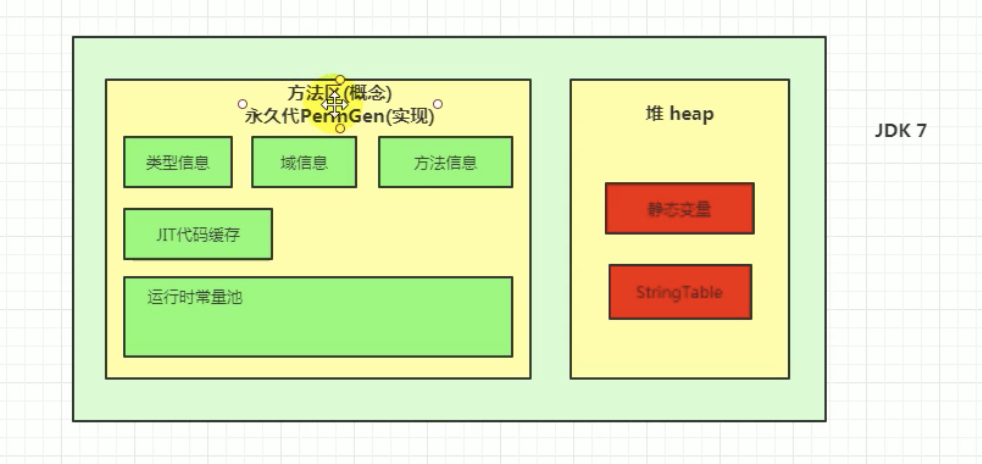 方法区(概念)
永久代PermGen(实现)
堆 heap
JDK 7
类型信息
域信息
方法信息
静态变量
JIT代码缓存
StringTable
运行时常量池